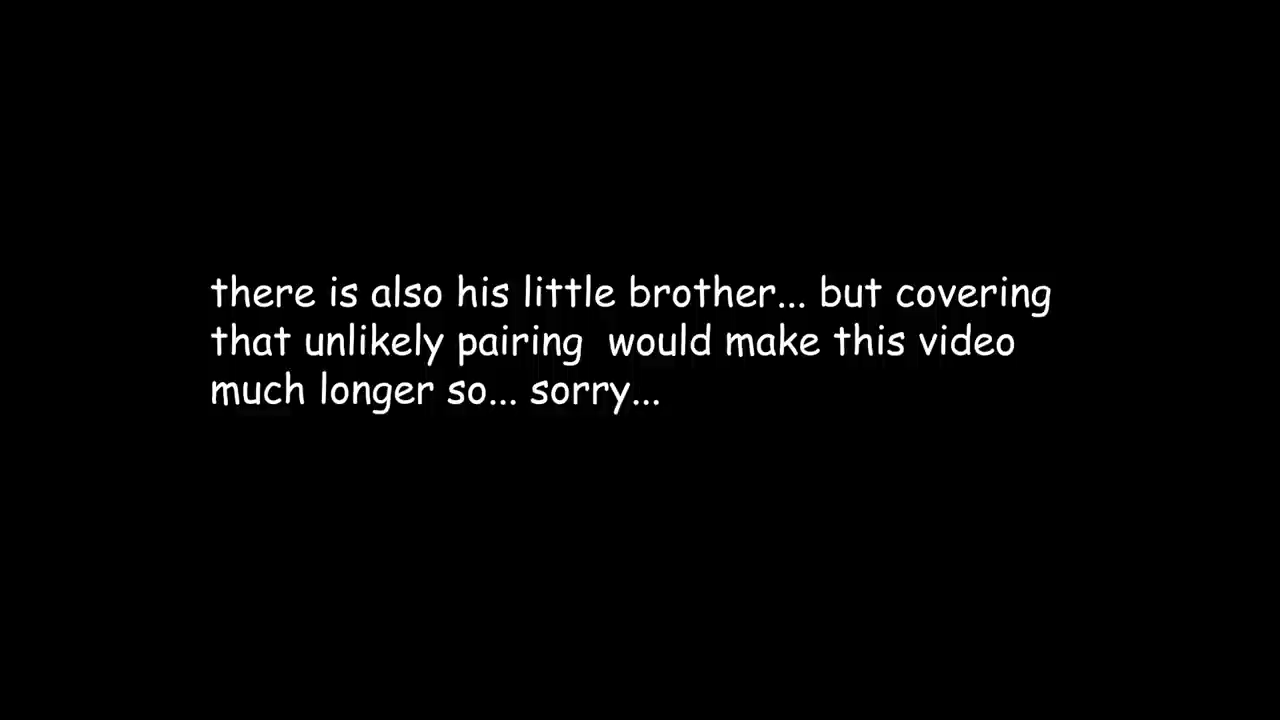 there is also his little brother... but covering
that unlikely pairing  would make this video
much longer so... sorry...